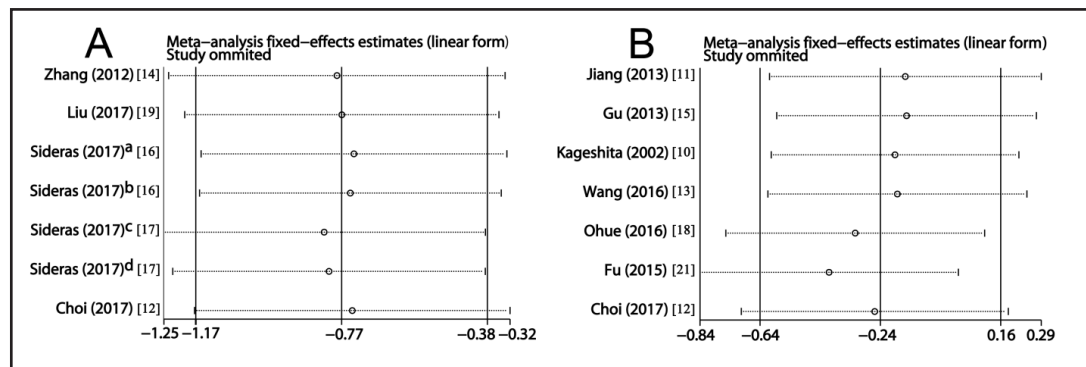 A
Meta−analysis fixed−effects estimates (linear form)
Study ommited
Zhang (2012) [14]
Liu (2017) [19]
Sideras (2017)a [16]
Sideras (2017)b [16]
Sideras (2017)c [17]
Sideras (2017)d [17]
Choi (2017) [12]
−1.25 −1.17 −0.77 −0.38 −0.32
B
Meta−analysis fixed−effects estimates (linear form)
Study ommited
Jiang (2013) [11]
Gu (2013) [15]
Kageshita (2002) [10]
Wang (2016) [13]
Ohue (2016) [18]
Fu (2015) [21]
Choi (2017) [12]
−0.84 −0.64 −0.24 0.16 0.29